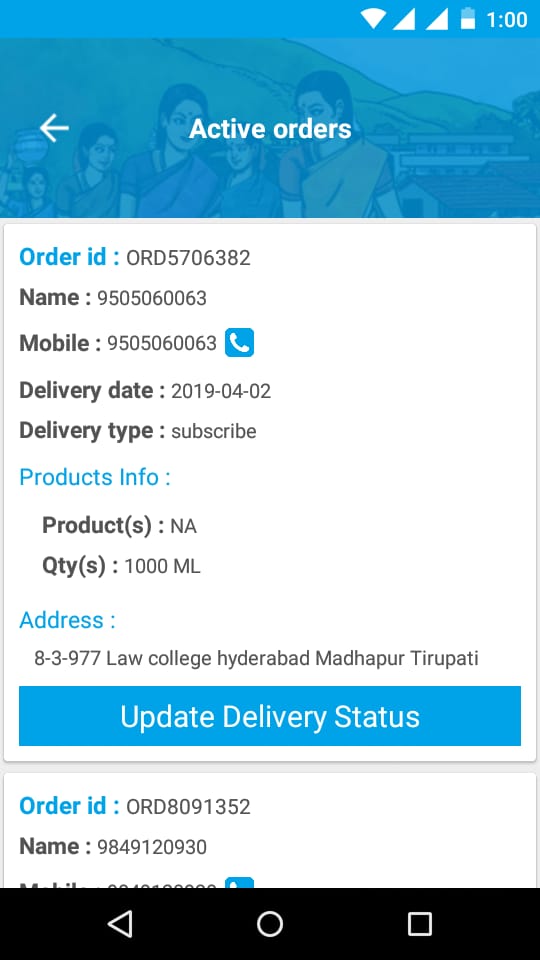 1:00
Active orders
Order id : ORD5706382
Name : 9505060063
Mobile : 9505060063
Delivery date : 2019-04-02
Delivery type : subscribe
Products Info :
Product(s) : NA
Qty(s) : 1000 ML
Address :
8-3-977 Law college hyderabad Madhapur Tirupati
Update Delivery Status
Order id : ORD8091352
Name : 9849120930